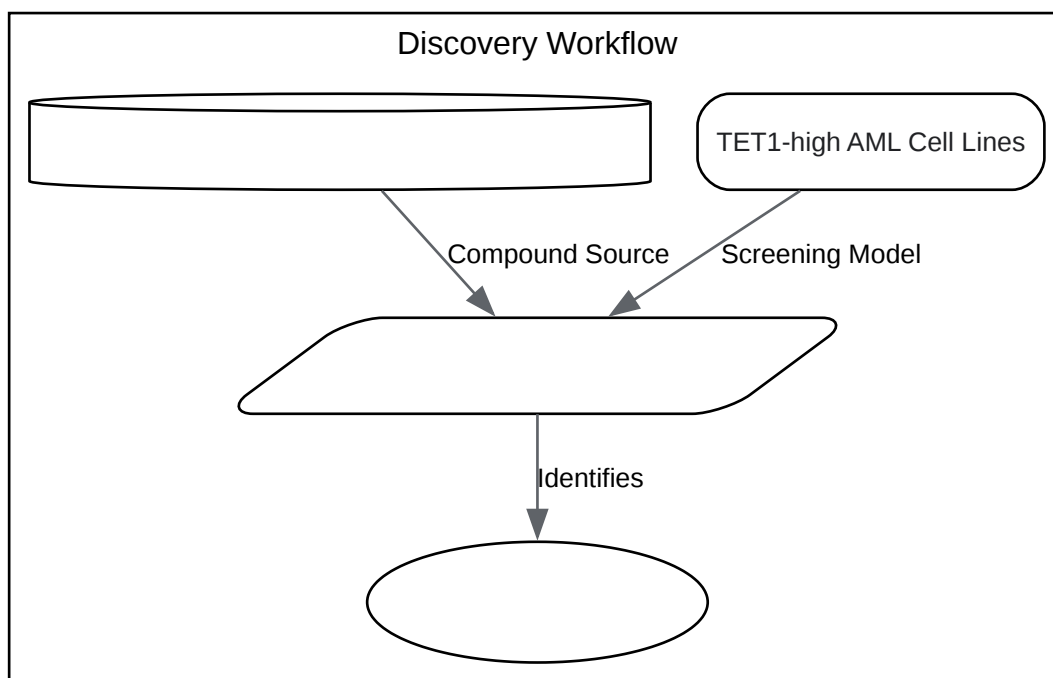 Discovery Workflow
TET1-high AML Cell Lines
Compound Source
Screening Model
Identifies